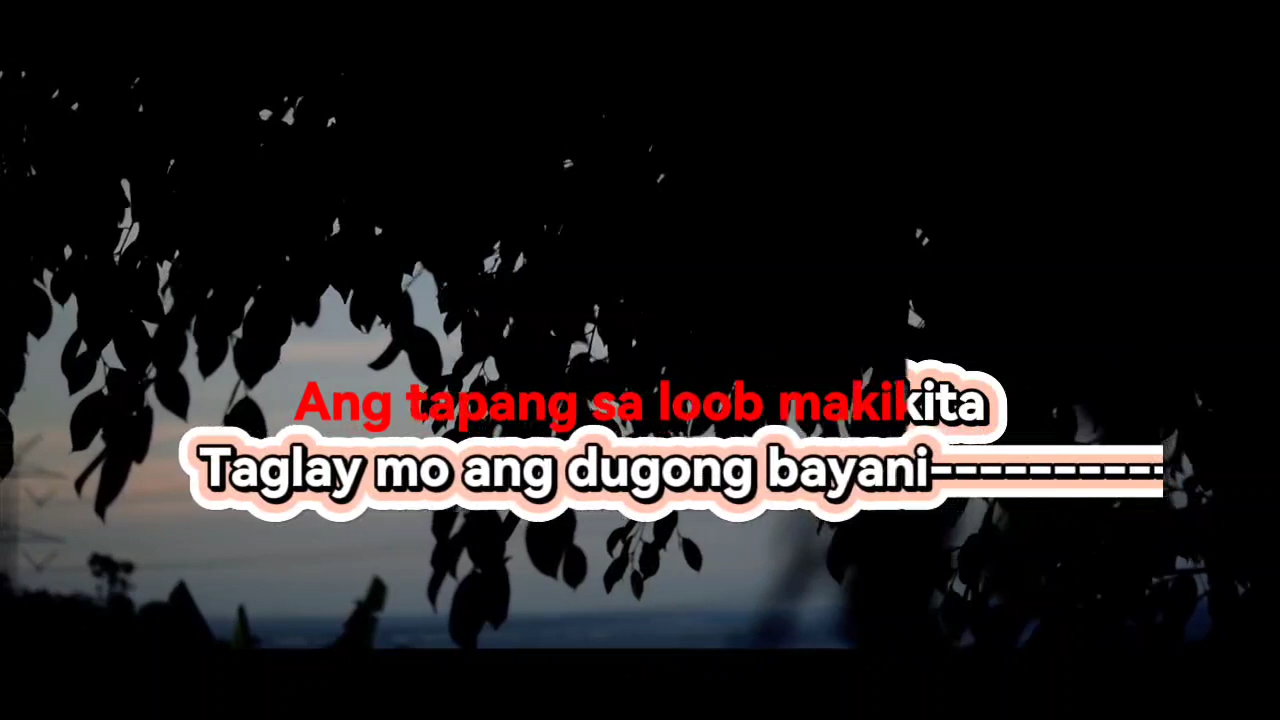 Ang tapang sa loob makikita
Taglay mo ang dugong bayani----------